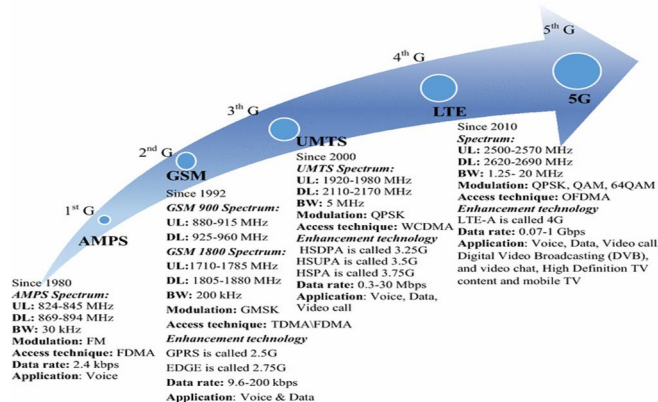 1st G
AMPS
Since 1980
AMPS Spectrum:
UL: 824-845 MHz
DL: 869-894 MHz
BW: 30 kHz
Modulation: FM
Access technique: FDMA
Data rate: 2.4 kbps
Application: Voice
2nd G
GSM
Since 1992
GSM 900 Spectrum:
UL: 880-915 MHz
DL: 925-960 MHz
GSM 1800 Spectrum:
UL:1710-1785 MHz
DL: 1805-1880 MHz
BW: 200 kHz
Modulation: GMSK
Access technique: TDMA\FDMA
Enhancement technology
GPRS is called 2.5G
EDGE is called 2.75G
Data rate: 9.6-200 kbps
Application: Voice & Data
3th G
UMTS
Since 2000
UMTS Spectrum:
UL: 1920-1980 MHz
DL: 2110-2170 MHz
BW: 5 MHz
Modulation: QPSK
Access technique: WCDMA
Enhancement technology
HSDPA is called 3.25G
HSUPA is called 3.5G
HSPA is called 3.75G
Data rate: 0.3-30 Mbps
Application: Voice, Data,
Video call
4th G
LTE
Since 2010
Spectrum:
UL: 2500-2570 MHz
DL: 2620-2690 MHz
BW: 1.25- 20 MHz
Modulation: QPSK, QAM, 64QAM
Access technique: OFDMA
Enhancement technology
LTE-A is called 4G
Data rate: 0.07-1 Gbps
Application: Voice, Data, Video call
Digital Video Broadcasting (DVB),
and video chat, High Definition TV
content and mobile TV
5th G
5G